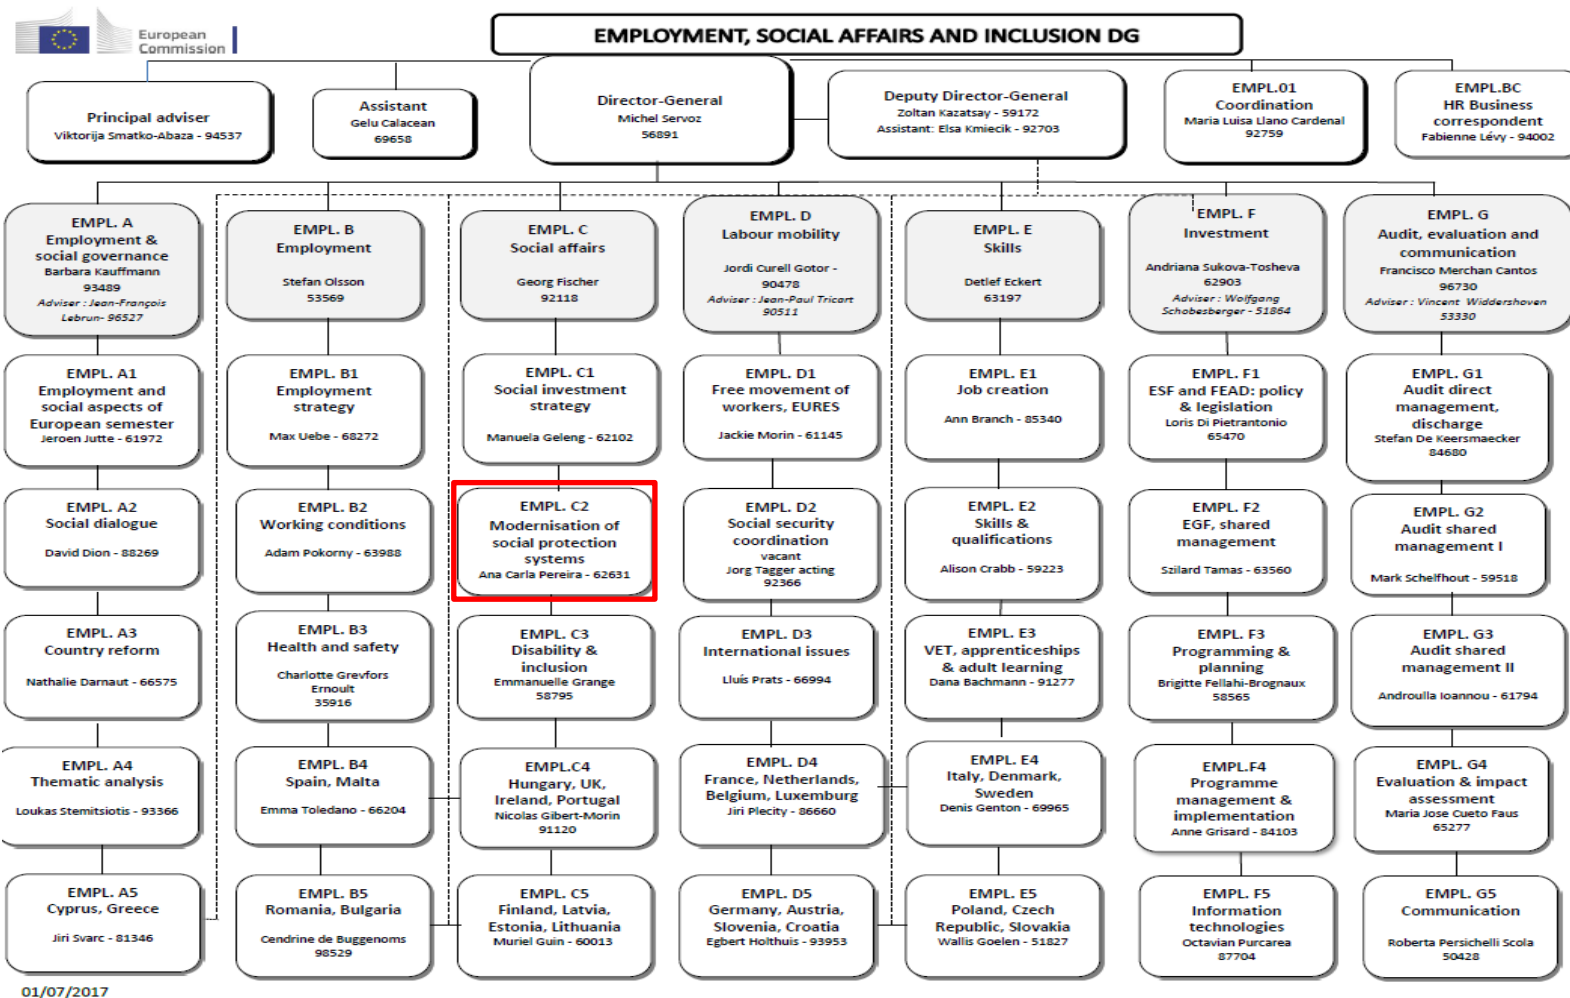 European
Commission
EMPLOYMENT, SOCIAL AFFAIRS AND INCLUSION DG
Principal adviser
Viktorija Smatko-Abaza - 94537
Assistant
Gelu Calacean
69658
Director-General
Michel Servoz
56891
Deputy Director-General
Zoltan Kazatsay - 59172
Assistant: Elsa Kmiecik - 92703
EMPL.01
Coordination
Maria Luisa Llano Cardenal
92759
EMPL.BC
HR Business
correspondent
Fabienne Lévy - 94002
EMPL. A
Employment &
social governance
Barbara Kauffmann
93489
Adviser : Jean-François
Lebrun- 96527
EMPL. B
Employment
Stefan Olsson
53569
EMPL. C
Social affairs
Georg Fischer
92118
EMPL. D
Labour mobility
Jordi Curell Gotor -
90478
Adviser : Jean-Paul Tricart
90511
EMPL. E
Skills
Detlef Eckert
63197
EMPL. F
Investment
Andriana Sukova-Tosheva
62903
Adviser : Wolfgang
Schobesberger - 51864
EMPL. G
Audit, evaluation and
communication
Francisco Merchan Cantos
96730
Adviser : Vincent Widdershoven
53330
EMPL. A1
Employment and
social aspects of
European semester
Jeroen Jutte - 61972
EMPL. B1
Employment
strategy
Max Uebe - 68272
EMPL. C1
Social investment
strategy
Manuela Geleng - 62102
EMPL. D1
Free movement of
workers, EURES
Jackie Morin - 61145
EMPL. E1
Job creation
Ann Branch - 85340
EMPL. F1
ESF and FEAD: policy
& legislation
Loris Di Pietrantonio
65470
EMPL. G1
Audit direct
management,
discharge
Stefan De Keersmaecker
84680
EMPL. A2
Social dialogue
David Dion - 88269
EMPL. B2
Working conditions
Adam Pokorny - 63988
EMPL. C2
Modernisation of
social protection
systems
Ana Carla Pereira - 62631
EMPL. D2
Social security
coordination
vacant
Jorg Tagger acting
92366
EMPL. E2
Skills &
qualifications
Alison Crabb - 59223
EMPL. F2
EGF, shared
management
Szilard Tamas - 63560
EMPL. G2
Audit shared
management I
Mark Schelfhout - 59518
EMPL. A3
Country reform
Nathalie Darnaut - 66575
EMPL. B3
Health and safety
Charlotte Grevfors
Ernoult
35916
EMPL. C3
Disability &
inclusion
Emmanuelle Grange
58795
EMPL. D3
International issues
Lluís Prats - 66994
EMPL. E3
VET, apprenticeships
& adult learning
Dana Bachmann - 91277
EMPL. F3
Programming &
planning
Brigitte Fellahi-Brognaux
58565
EMPL. G3
Audit shared
management II
Androulla Ioannou - 61794
EMPL. A4
Thematic analysis
Loukas Stemitsiotis - 93366
EMPL. B4
Spain, Malta
Emma Toledano - 66204
EMPL.C4
Hungary, UK,
Ireland, Portugal
Nicolas Gibert-Morin
91120
EMPL. D4
France, Netherlands,
Belgium, Luxemburg
Jiri Plecity - 86660
EMPL. E4
Italy, Denmark,
Sweden
Denis Genton - 69965
EMPL.F4
Programme
management &
implementation
Anne Grisard - 84103
EMPL. G4
Evaluation & impact
assessment
Maria Jose Cueto Faus
65277
EMPL. A5
Cyprus, Greece
Jiri Svarc - 81346
EMPL. B5
Romania, Bulgaria
Cendrine de Buggenoms
98529
EMPL. C5
Finland, Latvia,
Estonia, Lithuania
Muriel Guin - 60013
EMPL. D5
Germany, Austria,
Slovenia, Croatia
Egbert Holthuis - 93953
EMPL. E5
Poland, Czech
Republic, Slovakia
Wallis Goelen - 51827
EMPL. F5
Information
technologies
Octavian Purcarea
87704
EMPL. G5
Communication
Roberta Persichelli Scola
50428
01/07/2017